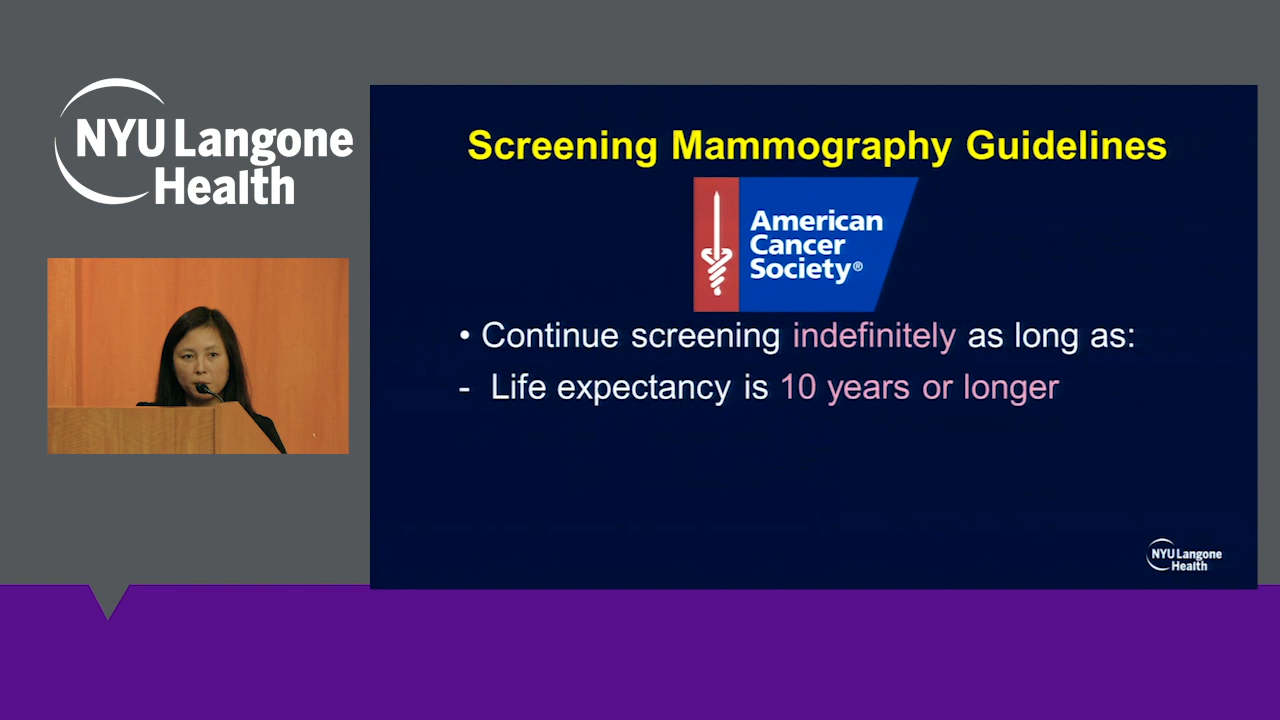 NYU Langone
Health
Screening Mammography Guidelines
American
Cancer
Society®
• Continue screening indefinitely as long as:
- Life expectancy is 10 years or longer
NYU Langone
Health